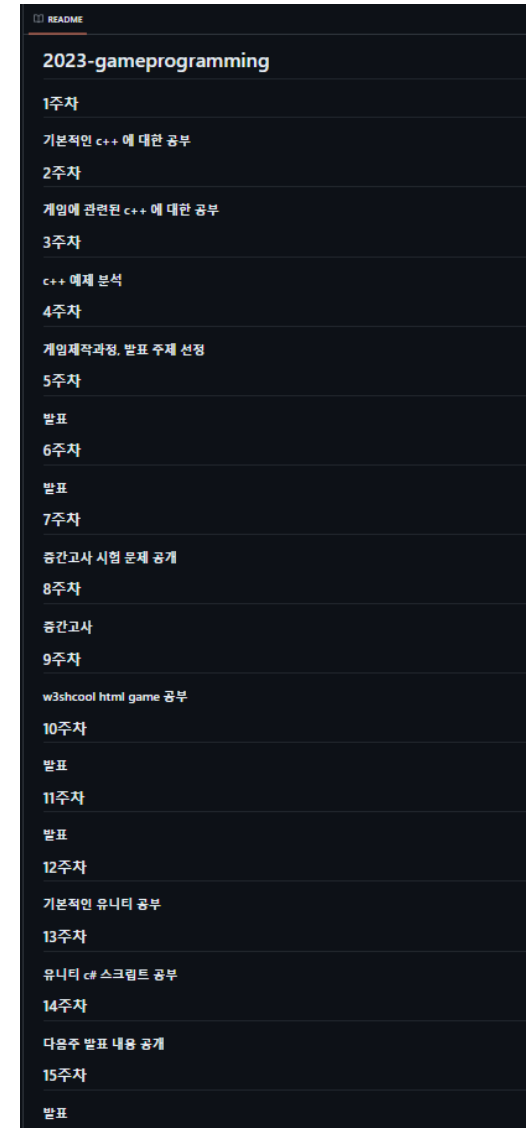 README
2023-gameprogramming
1주차
기본적인 c++ 에 대한 공부
2주차
게임에 관련된 c++ 에 대한 공부
3주차
c++ 예제 분석
4주차
게임제작과정, 발표 주제 선정
5주차
발표
6주차
발표
7주차
중간고사 시험 문제 공개
8주차
중간고사
9주차
w3shcool html game 공부
10주차
발표
11주차
발표
12주차
기본적인 유니티 공부
13주차
유니티 c# 스크립트 공부
14주차
다음주 발표 내용 공개
15주차
발표